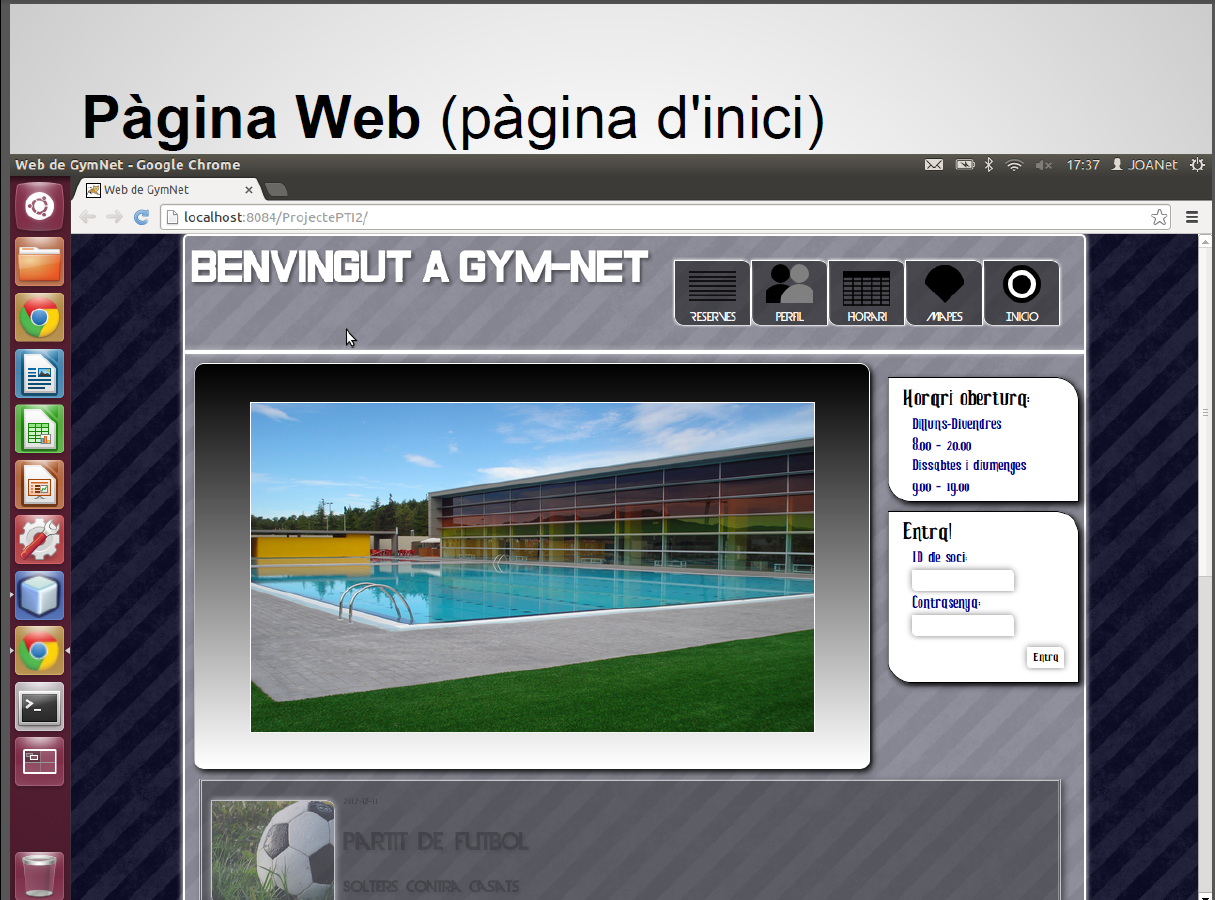 Pàgina Web (pàgina d'inici)
Web de GymNet - Google Chrome
17:37 JOANet
Web de GymNet
localhost:8084/ProjectePTI2/
BENVINGUT A GYM-NET
RESERVES PERFIL HORARI MAPES INICIO
Horari obertura:
Dilluns-Divendres
8.00 - 20.00
Dissabtes i diumenges
9.00 - 19.00
Entra!
ID de soci:
Contrasenya:
Entra
PARTIT DE FUTBOL
SOLTERS CONTRA CASATS